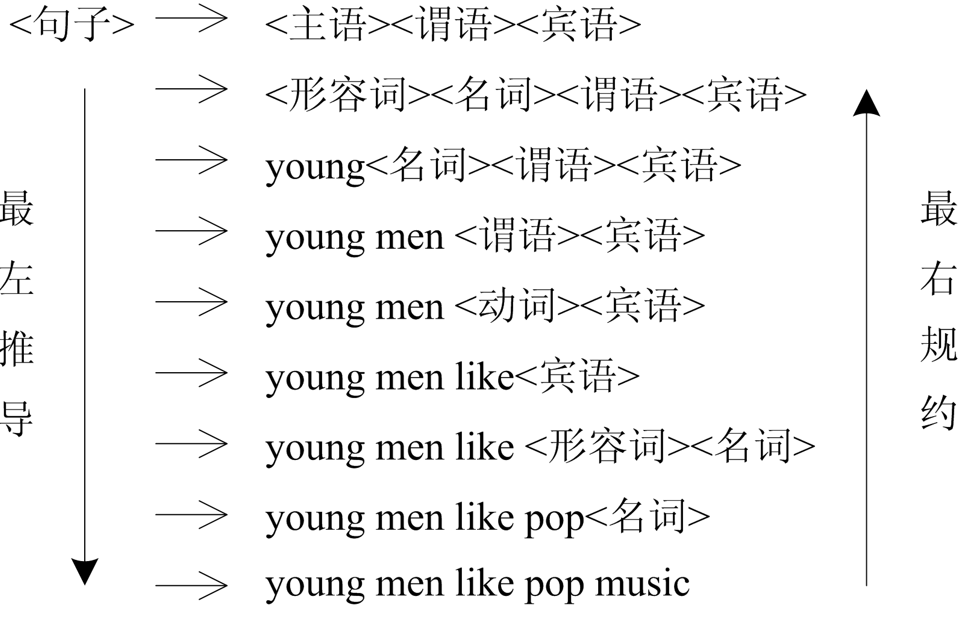 <句子> → <主语><谓语><宾语>
→ <形容词><名词><谓语><宾语>
→ young<名词><谓语><宾语>
→ young men <谓语><宾语>
→ young men <动词><宾语>
→ young men like<宾语>
→ young men like <形容词><名词>
→ young men like pop<名词>
→ young men like pop music
最左推导
最右规约